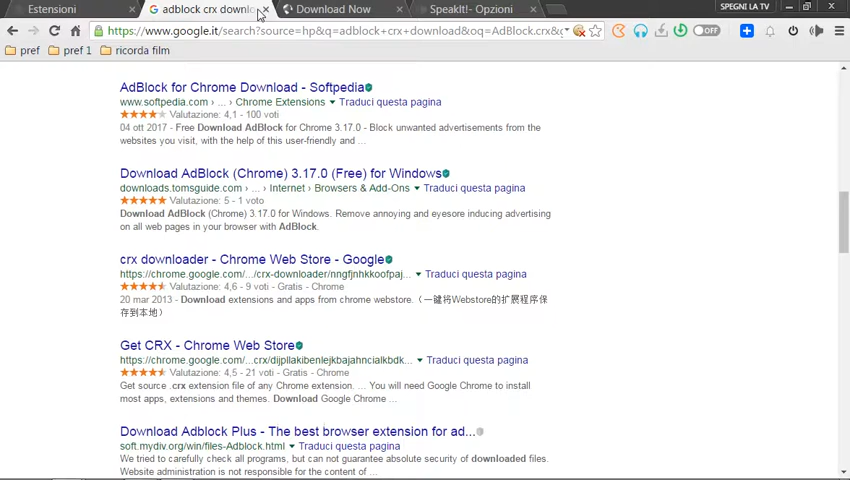 Estensioni
adblock crx downlo
Download Now
SpeakIt!- Opzioni
SPEGNI LA TV
https://www.google.it/search?source=hp&q=adblock+crx+download&oq=AdBlock.crx&g
OFF
pref
pref 1
ricorda film
AdBlock for Chrome Download - Softpedia
www.softpedia.com › ... › Chrome Extensions ▼ Traduci questa pagina
Valutazione: 4,1 - 100 voti
04 ott 2017 - Free Download AdBlock for Chrome 3.17.0 - Block unwanted advertisements from the
websites you visit, with the help of this user-friendly and ...
Download AdBlock (Chrome) 3.17.0 (Free) for Windows
downloads.tomsguide.com › ... › Internet › Browsers & Add-Ons ▼ Traduci questa pagina
Valutazione: 5 - 1 voto
Download AdBlock (Chrome) 3.17.0 for Windows. Remove annoying and eyesore inducing advertising
on all web pages in your browser with AdBlock.
crx downloader - Chrome Web Store - Google
https://chrome.google.com/.../crx-downloader/nngfjnhkkoofpaj... ▼ Traduci questa pagina
Valutazione: 4,6 - 9 voti - Gratis - Chrome
20 mar 2013 - Download extensions and apps from chrome webstore.（一键将Webstore的扩展程序保
存到本地）
Get CRX - Chrome Web Store
https://chrome.google.com/...crx/dijpllakibenlejkbajahncialkbdk... ▼ Traduci questa pagina
Valutazione: 4,5 - 21 voti - Gratis - Chrome
Get source .crx extension file of any Chrome extension. ... You will need Google Chrome to install
most apps, extensions and themes. Download Google Chrome ...
Download Adblock Plus - The best browser extension for ad...
soft.mydiv.org/win/files-Adblock.html ▼ Traduci questa pagina
We tried to carefully check all programs, but can not guarantee absolute security of downloaded files.
Website administration is not responsible for the content of ...